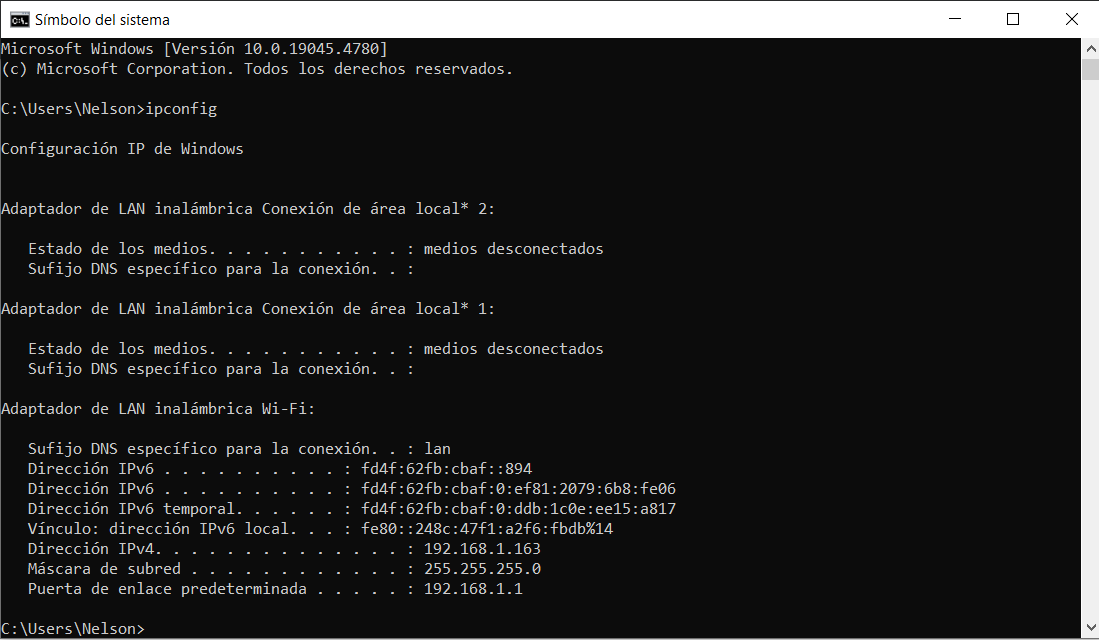 Símbolo del sistema
Microsoft Windows [Versión 10.0.19045.4780]
(c) Microsoft Corporation. Todos los derechos reservados.
C:\Users\Nelson>ipconfig
Configuración IP de Windows
Adaptador de LAN inalámbrica Conexión de área local* 2:
   Estado de los medios. . . . . . . . . . . : medios desconectados
   Sufijo DNS específico para la conexión. . :
Adaptador de LAN inalámbrica Conexión de área local* 1:
   Estado de los medios. . . . . . . . . . . : medios desconectados
   Sufijo DNS específico para la conexión. . :
Adaptador de LAN inalámbrica Wi-Fi:
   Sufijo DNS específico para la conexión. . : lan
   Dirección IPv6 . . . . . . . . . . : fd4f:62fb:cbaf::894
   Dirección IPv6 . . . . . . . . . . : fd4f:62fb:cbaf:0:ef81:2079:6b8:fe06
   Dirección IPv6 temporal. . . . . . : fd4f:62fb:cbaf:0:ddb:1c0e:ee15:a817
   Vínculo: dirección IPv6 local. . . : fe80::248c:47f1:a2f6:fbdb%14
   Dirección IPv4. . . . . . . . . . . . . . : 192.168.1.163
   Máscara de subred . . . . . . . . . . . . : 255.255.255.0
   Puerta de enlace predeterminada . . . . . : 192.168.1.1
C:\Users\Nelson>